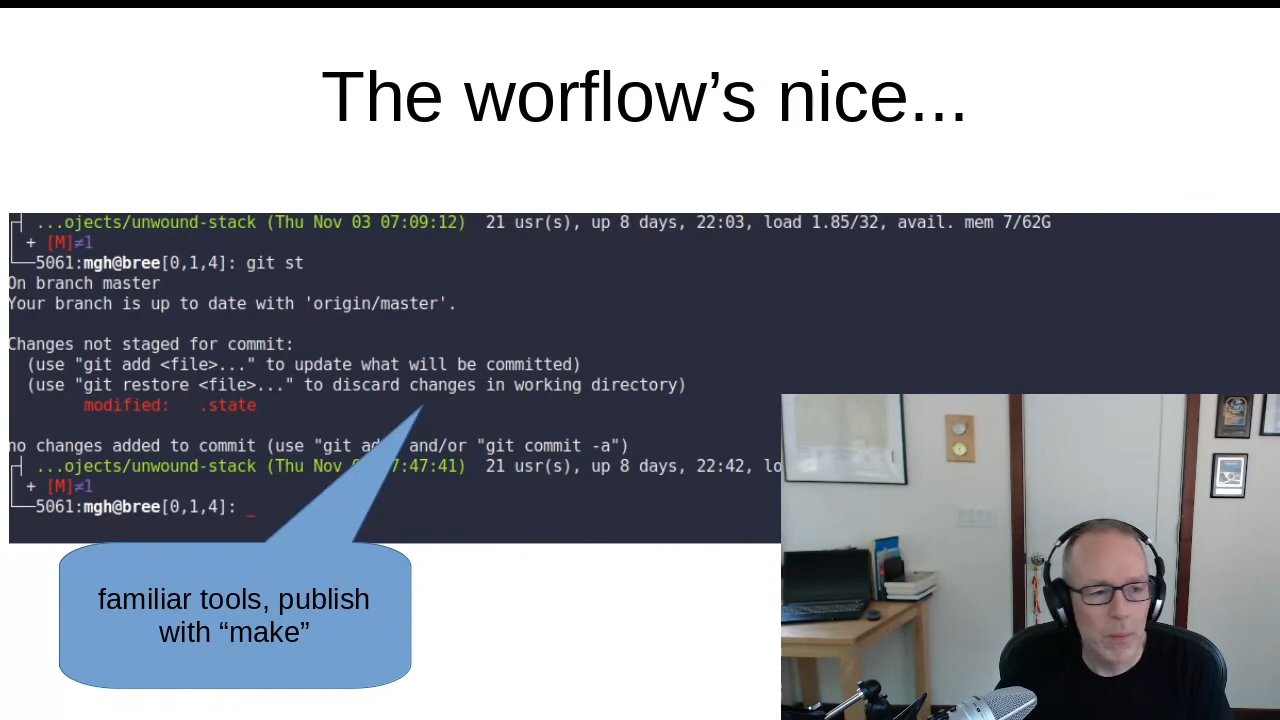 The worflow’s nice...
...ojects/unwound-stack (Thu Nov 03 07:09:12)  21 usr(s), up 8 days, 22:03, load 1.85/32, avail. mem 7/62G
+ [M]≠1
5061:mgh@bree[0,1,4]: git st
On branch master
Your branch is up to date with 'origin/master'.
Changes not staged for commit:
(use "git add <file>..." to update what will be committed)
(use "git restore <file>..." to discard changes in working directory)
modified:   .state
no changes added to commit (use "git ad and/or "git commit -a")
...ojects/unwound-stack (Thu Nov 7:47:41)  21 usr(s), up 8 days, 22:42, lo
+ [M]≠1
5061:mgh@bree[0,1,4]: _
familiar tools, publish
with “make”